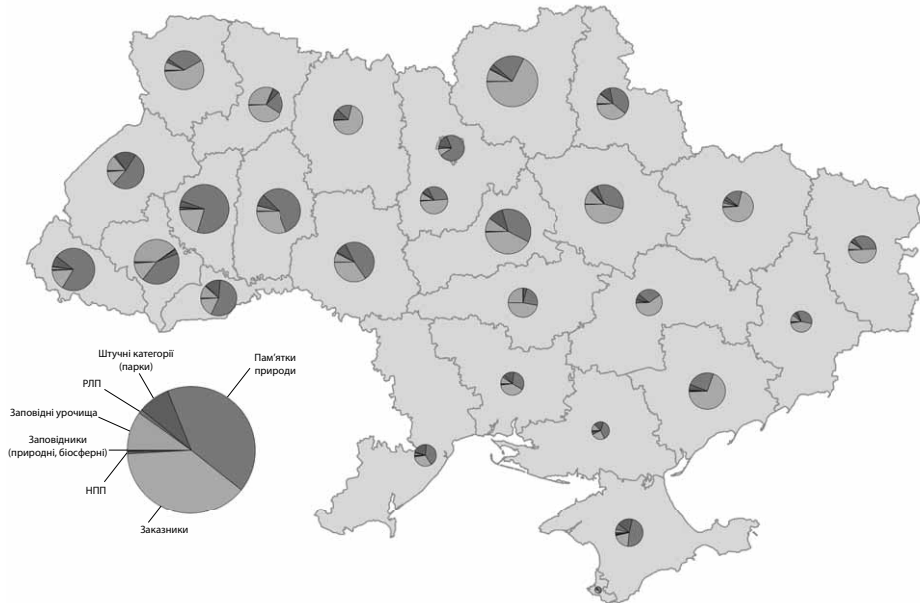 Штучні категорії
(парки)
Пам'ятки
природи
РЛП
Заповідні урочища
Заповідники
(природні, біосферні)
НПП
Заказники